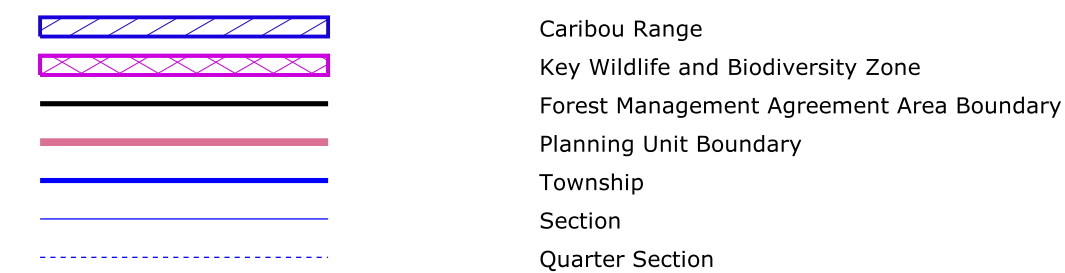 Caribou Range
Key Wildlife and Biodiversity Zone
Forest Management Agreement Area Boundary
Planning Unit Boundary
Township
Section
Quarter Section